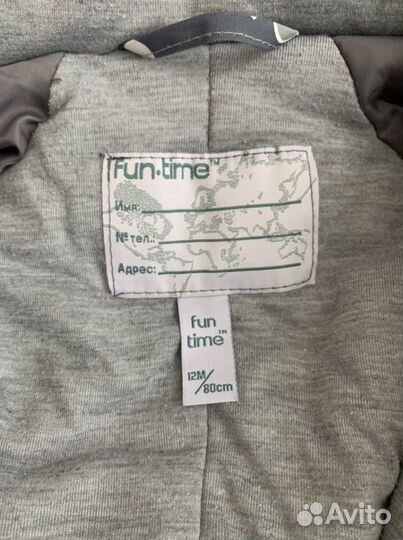 fun•time™
Имя:
№ тел.:
Адрес:
fun
time™
12M/
80cm
Avito